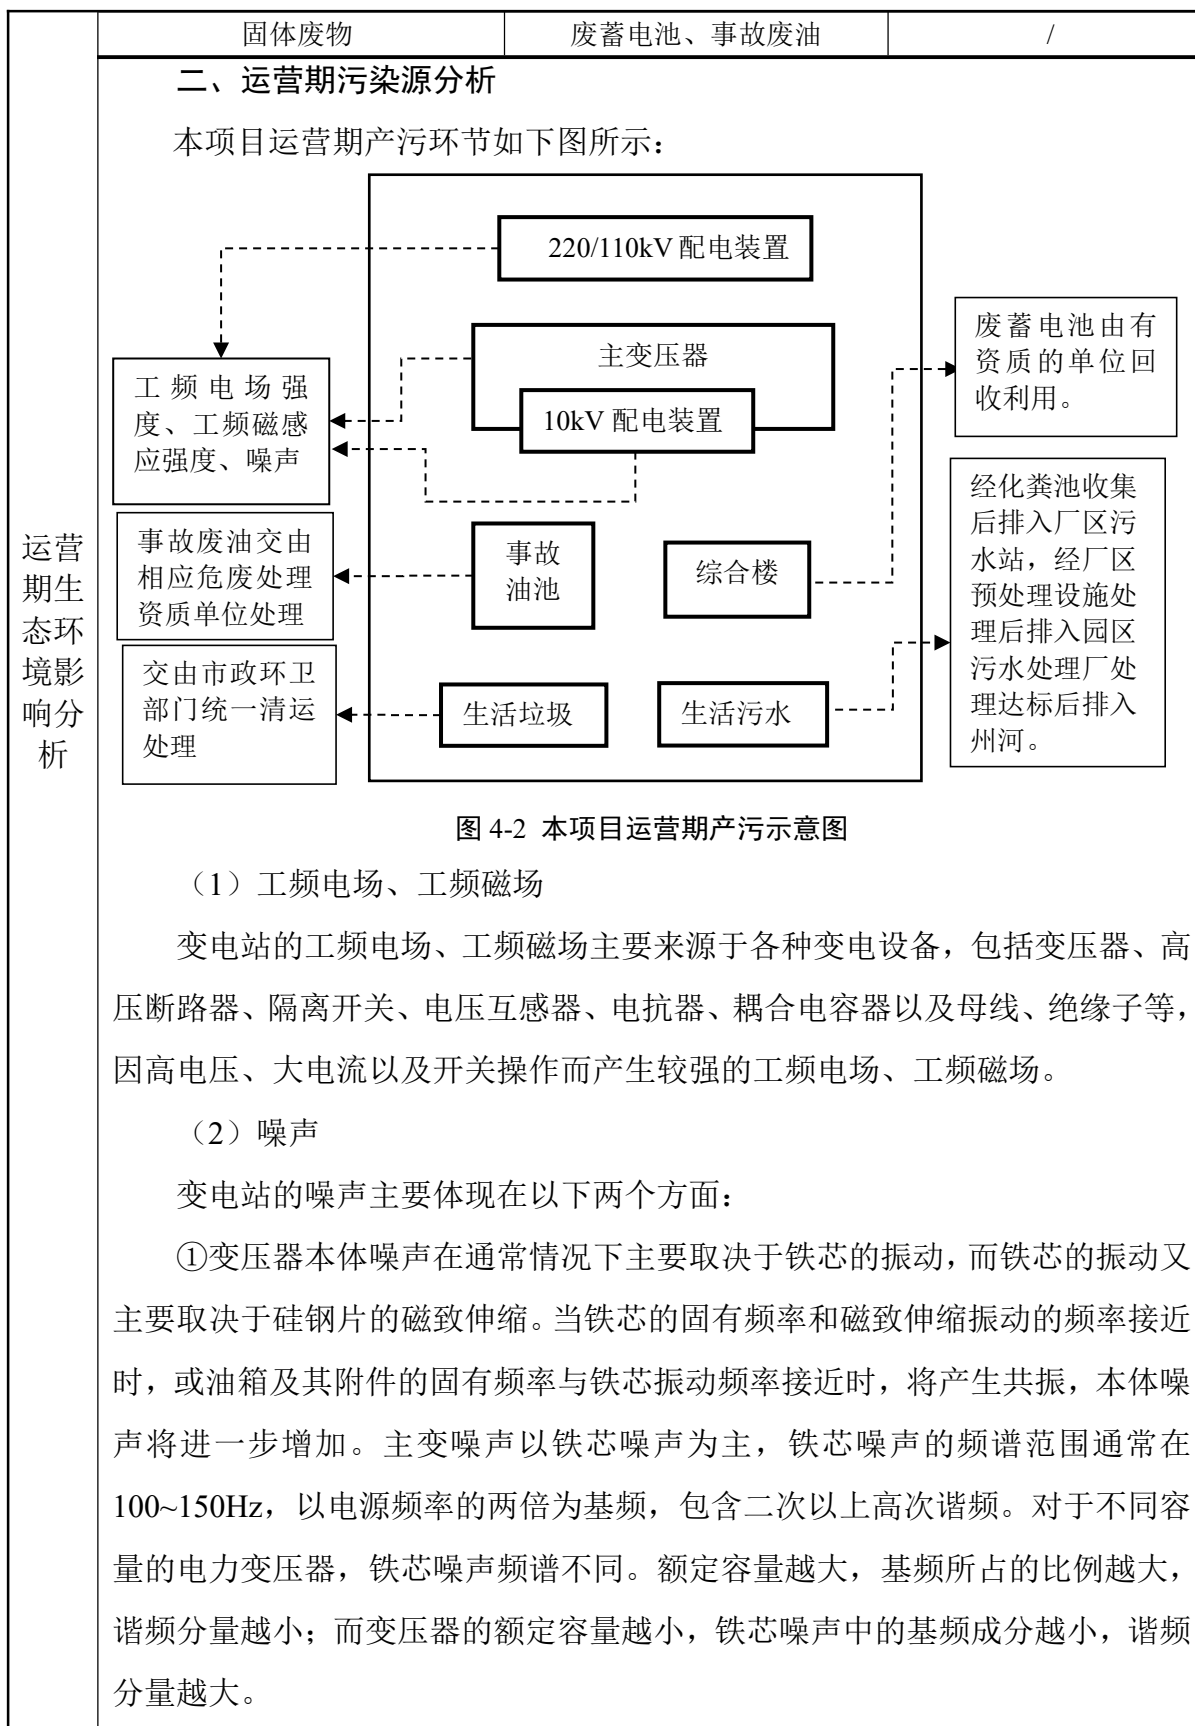 固体废物 废蓄电池、事故废油 /
运营
期生
态环
境影
响分
析
二、运营期污染源分析
本项目运营期产污环节如下图所示：
220/110kV 配电装置
主变压器
10kV 配电装置
工频电场强
度、工频磁感
应强度、噪声
废蓄电池由有
资质的单位回
收利用。
事故废油交由
相应危废处理
资质单位处理
事故
油池
综合楼
经化粪池收集
后排入厂区污
水站，经厂区
预处理设施处
理后排入园区
污水处理厂处
理达标后排入
州河。
交由市政环卫
部门统一清运
处理
生活垃圾
生活污水
图 4-2 本项目运营期产污示意图
（1）工频电场、工频磁场
变电站的工频电场、工频磁场主要来源于各种变电设备，包括变压器、高
压断路器、隔离开关、电压互感器、电抗器、耦合电容器以及母线、绝缘子等，
因高电压、大电流以及开关操作而产生较强的工频电场、工频磁场。
（2）噪声
变电站的噪声主要体现在以下两个方面：
①变压器本体噪声在通常情况下主要取决于铁芯的振动，而铁芯的振动又
主要取决于硅钢片的磁致伸缩。当铁芯的固有频率和磁致伸缩振动的频率接近
时，或油箱及其附件的固有频率与铁芯振动频率接近时，将产生共振，本体噪
声将进一步增加。主变噪声以铁芯噪声为主，铁芯噪声的频谱范围通常在
100~150Hz，以电源频率的两倍为基频，包含二次以上高次谐频。对于不同容
量的电力变压器，铁芯噪声频谱不同。额定容量越大，基频所占的比例越大，
谐频分量越小；而变压器的额定容量越小，铁芯噪声中的基频成分越小，谐频
分量越大。